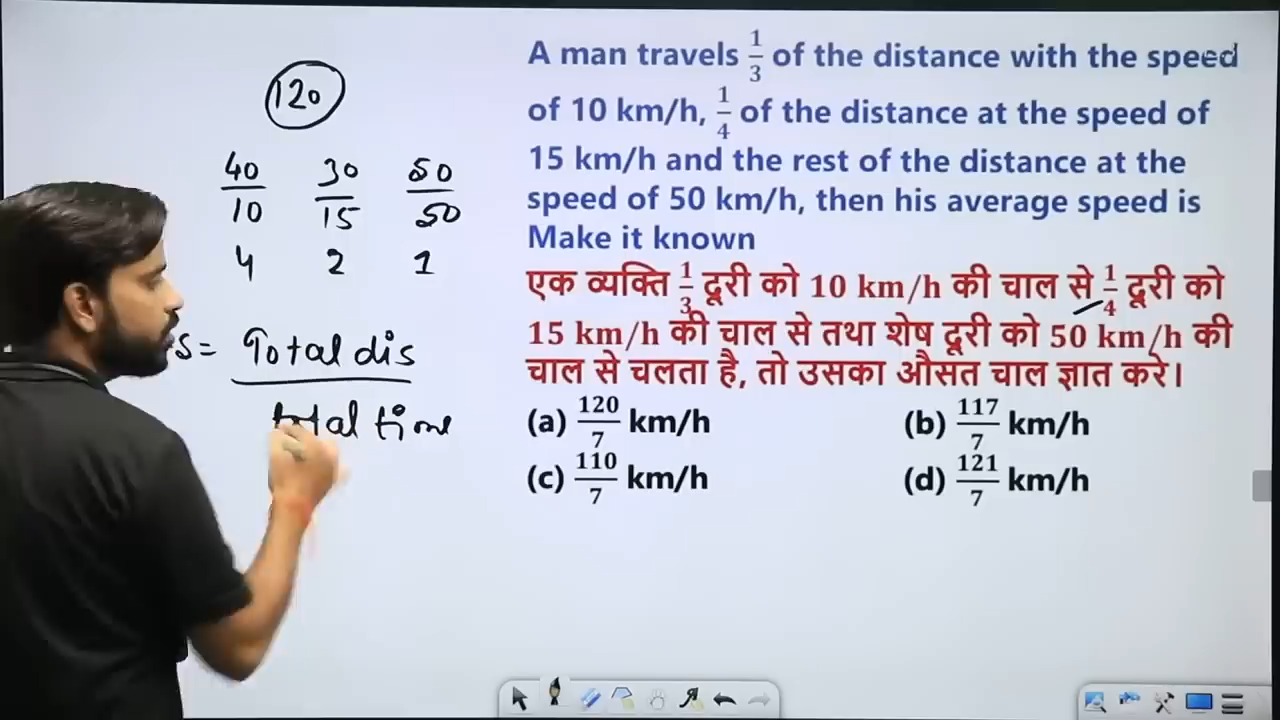 120
40/10 30/15 50/50
4 2 1
S = Total dis
total time
A man travels 1/3 of the distance with the speed
of 10 km/h, 1/4 of the distance at the speed of
15 km/h and the rest of the distance at the
speed of 50 km/h, then his average speed is
Make it known
एक व्यक्ति 1/3 दूरी को 10 km/h की चाल से 1/4 दूरी को
15 km/h की चाल से तथा शेष दूरी को 50 km/h की
चाल से चलता है, तो उसका औसत चाल ज्ञात करे।
(a) 120/7 km/h (b) 117/7 km/h
(c) 110/7 km/h (d) 121/7 km/h